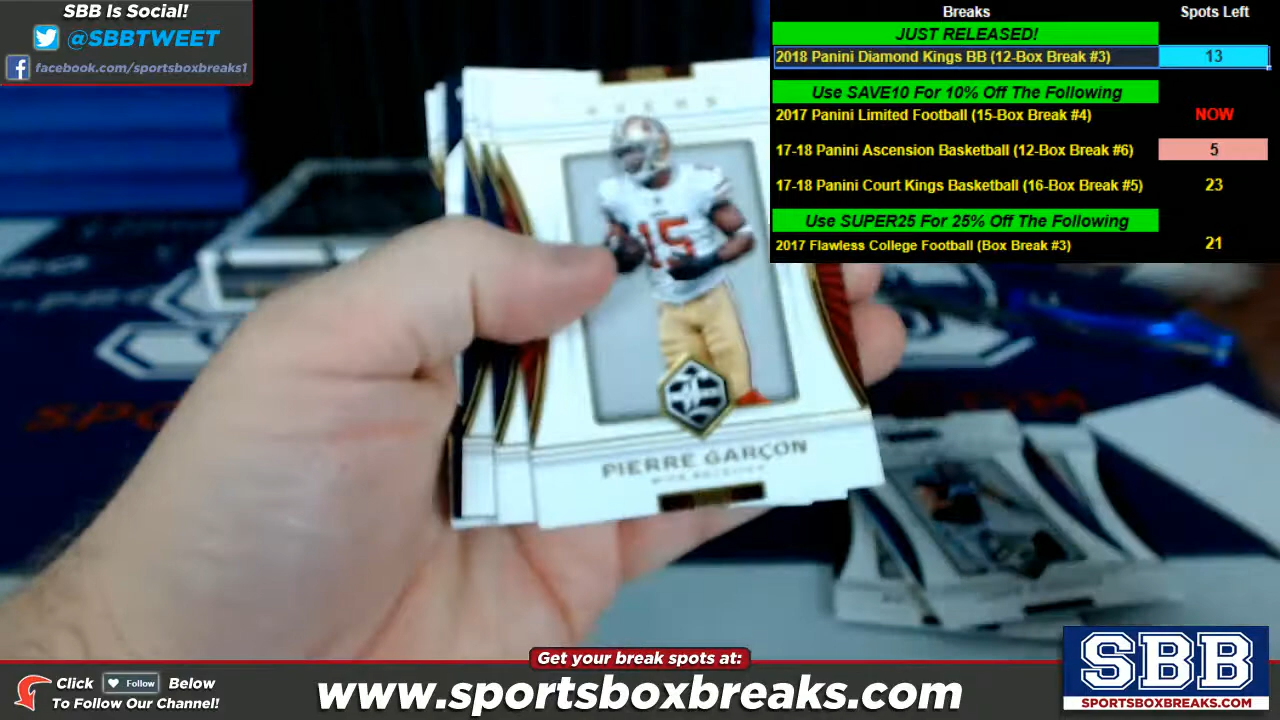 SBB Is Social!
@SBBTWEET
facebook.com/sportsboxbreaks1
Breaks Spots Left
JUST RELEASED!
2018 Panini Diamond Kings BB (12-Box Break #3) 13
Use SAVE10 For 10% Off The Following
2017 Panini Limited Football (15-Box Break #4) NOW
17-18 Panini Ascension Basketball (12-Box Break #6) 5
17-18 Panini Court Kings Basketball (16-Box Break #5) 23
Use SUPER25 For 25% Off The Following
2017 Flawless College Football (Box Break #3) 21
15
PIERRE GARÇON
WIDE RECEIVER
Get your break spots at:
Click Follow Below
To Follow Our Channel!
www.sportsboxbreaks.com
SBB
SPORTSBOXBREAKS.COM